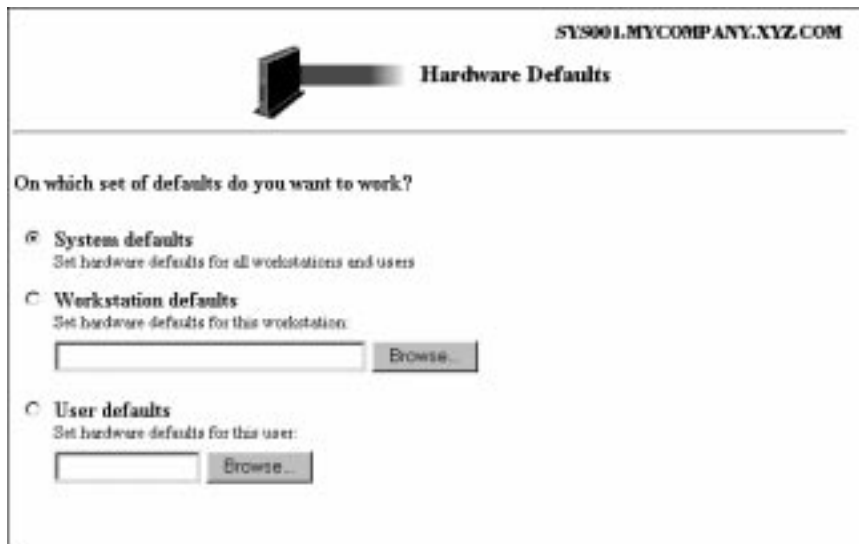 SYS001.MYCOMPANY.XYZ.COM
Hardware Defaults
On which set of defaults do you want to work?
System defaults
Set hardware defaults for all workstations and users
Workstation defaults
Set hardware defaults for this workstation:
Browse...
User defaults
Set hardware defaults for this user:
Browse...